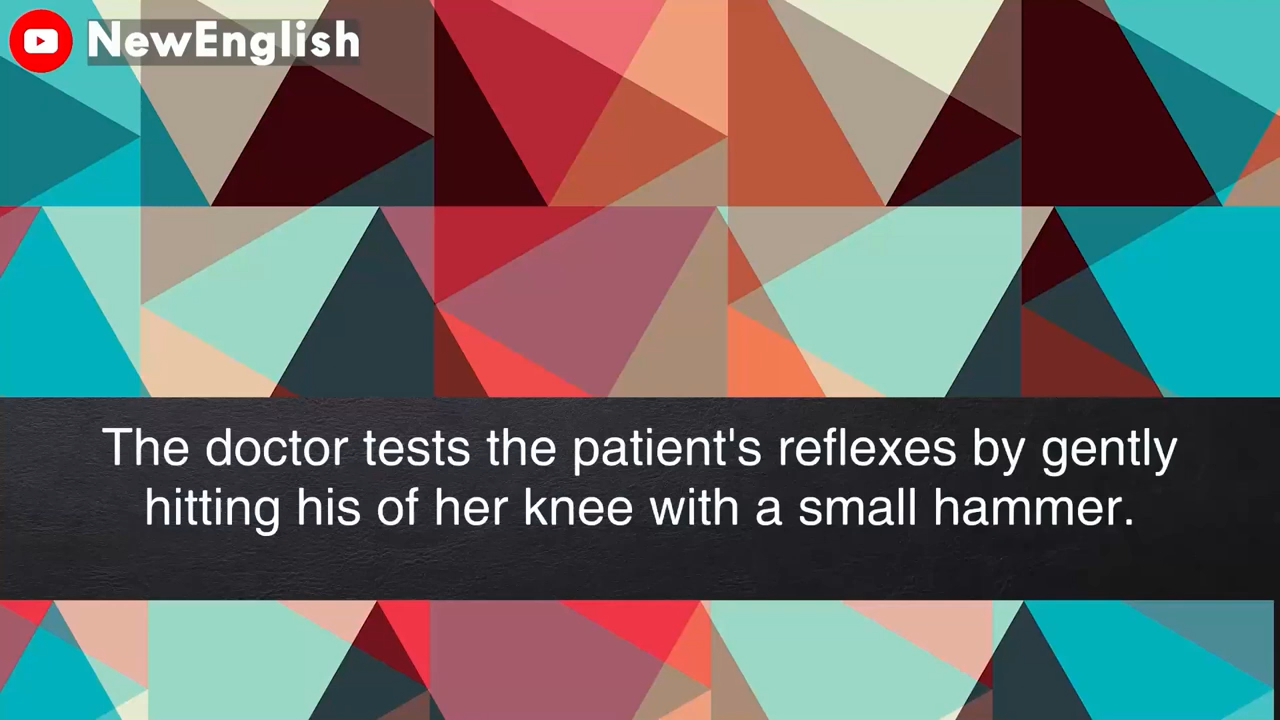 NewEnglish
The doctor tests the patient's reflexes by gently
hitting his of her knee with a small hammer.